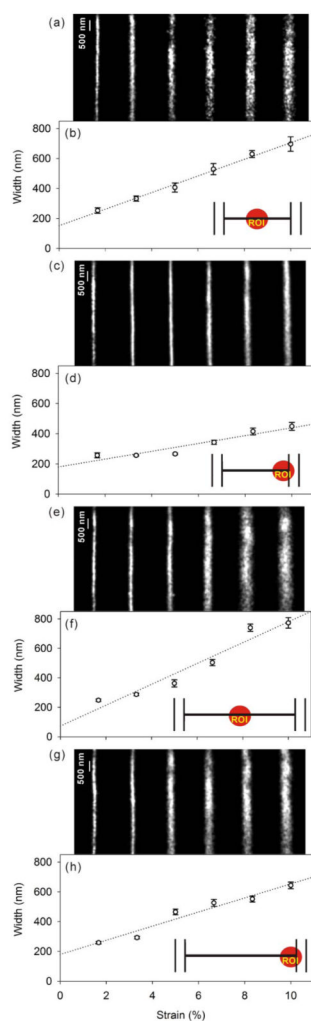 (a)
500 nm
(b)
800
600
400
200
0
Width (nm)
ROI
(c)
500 nm
(d)
800
600
400
200
0
Width (nm)
ROI
(e)
500 nm
(f)
800
600
400
200
0
Width (nm)
ROI
(g)
500 nm
(h)
800
600
400
200
0
Width (nm)
ROI
0 2 4 6 8 10
Strain (%)